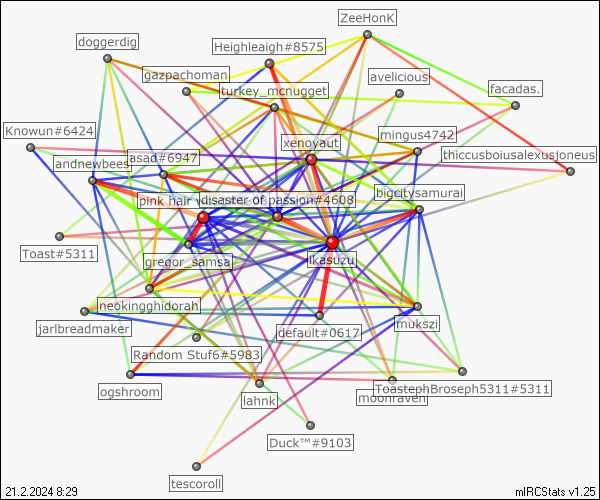 ZeeHonK
doggerdig
Heighleaigh#8575
gazpachoman
avelicious
turkey_mcnugget
facadas.
Knowun#6424
mingus4742
xenoyaut
asad#6947
thiccusboiusalexusjoneus
andnewbees
bigcitysamurai
pink hair
disaster of passion#4608
Toast#5311
gregor_samsa
ikasuzu
neokingghidorah
jarlbreadmaker
default#0617
mukszi
Random Stuf6#5983
ToastephBroseph5311#5311
ogshroom
lahnk
moonraven
Duck™#9103
tescoroll
21.2.2024 8:29
mIRCStats v1.25